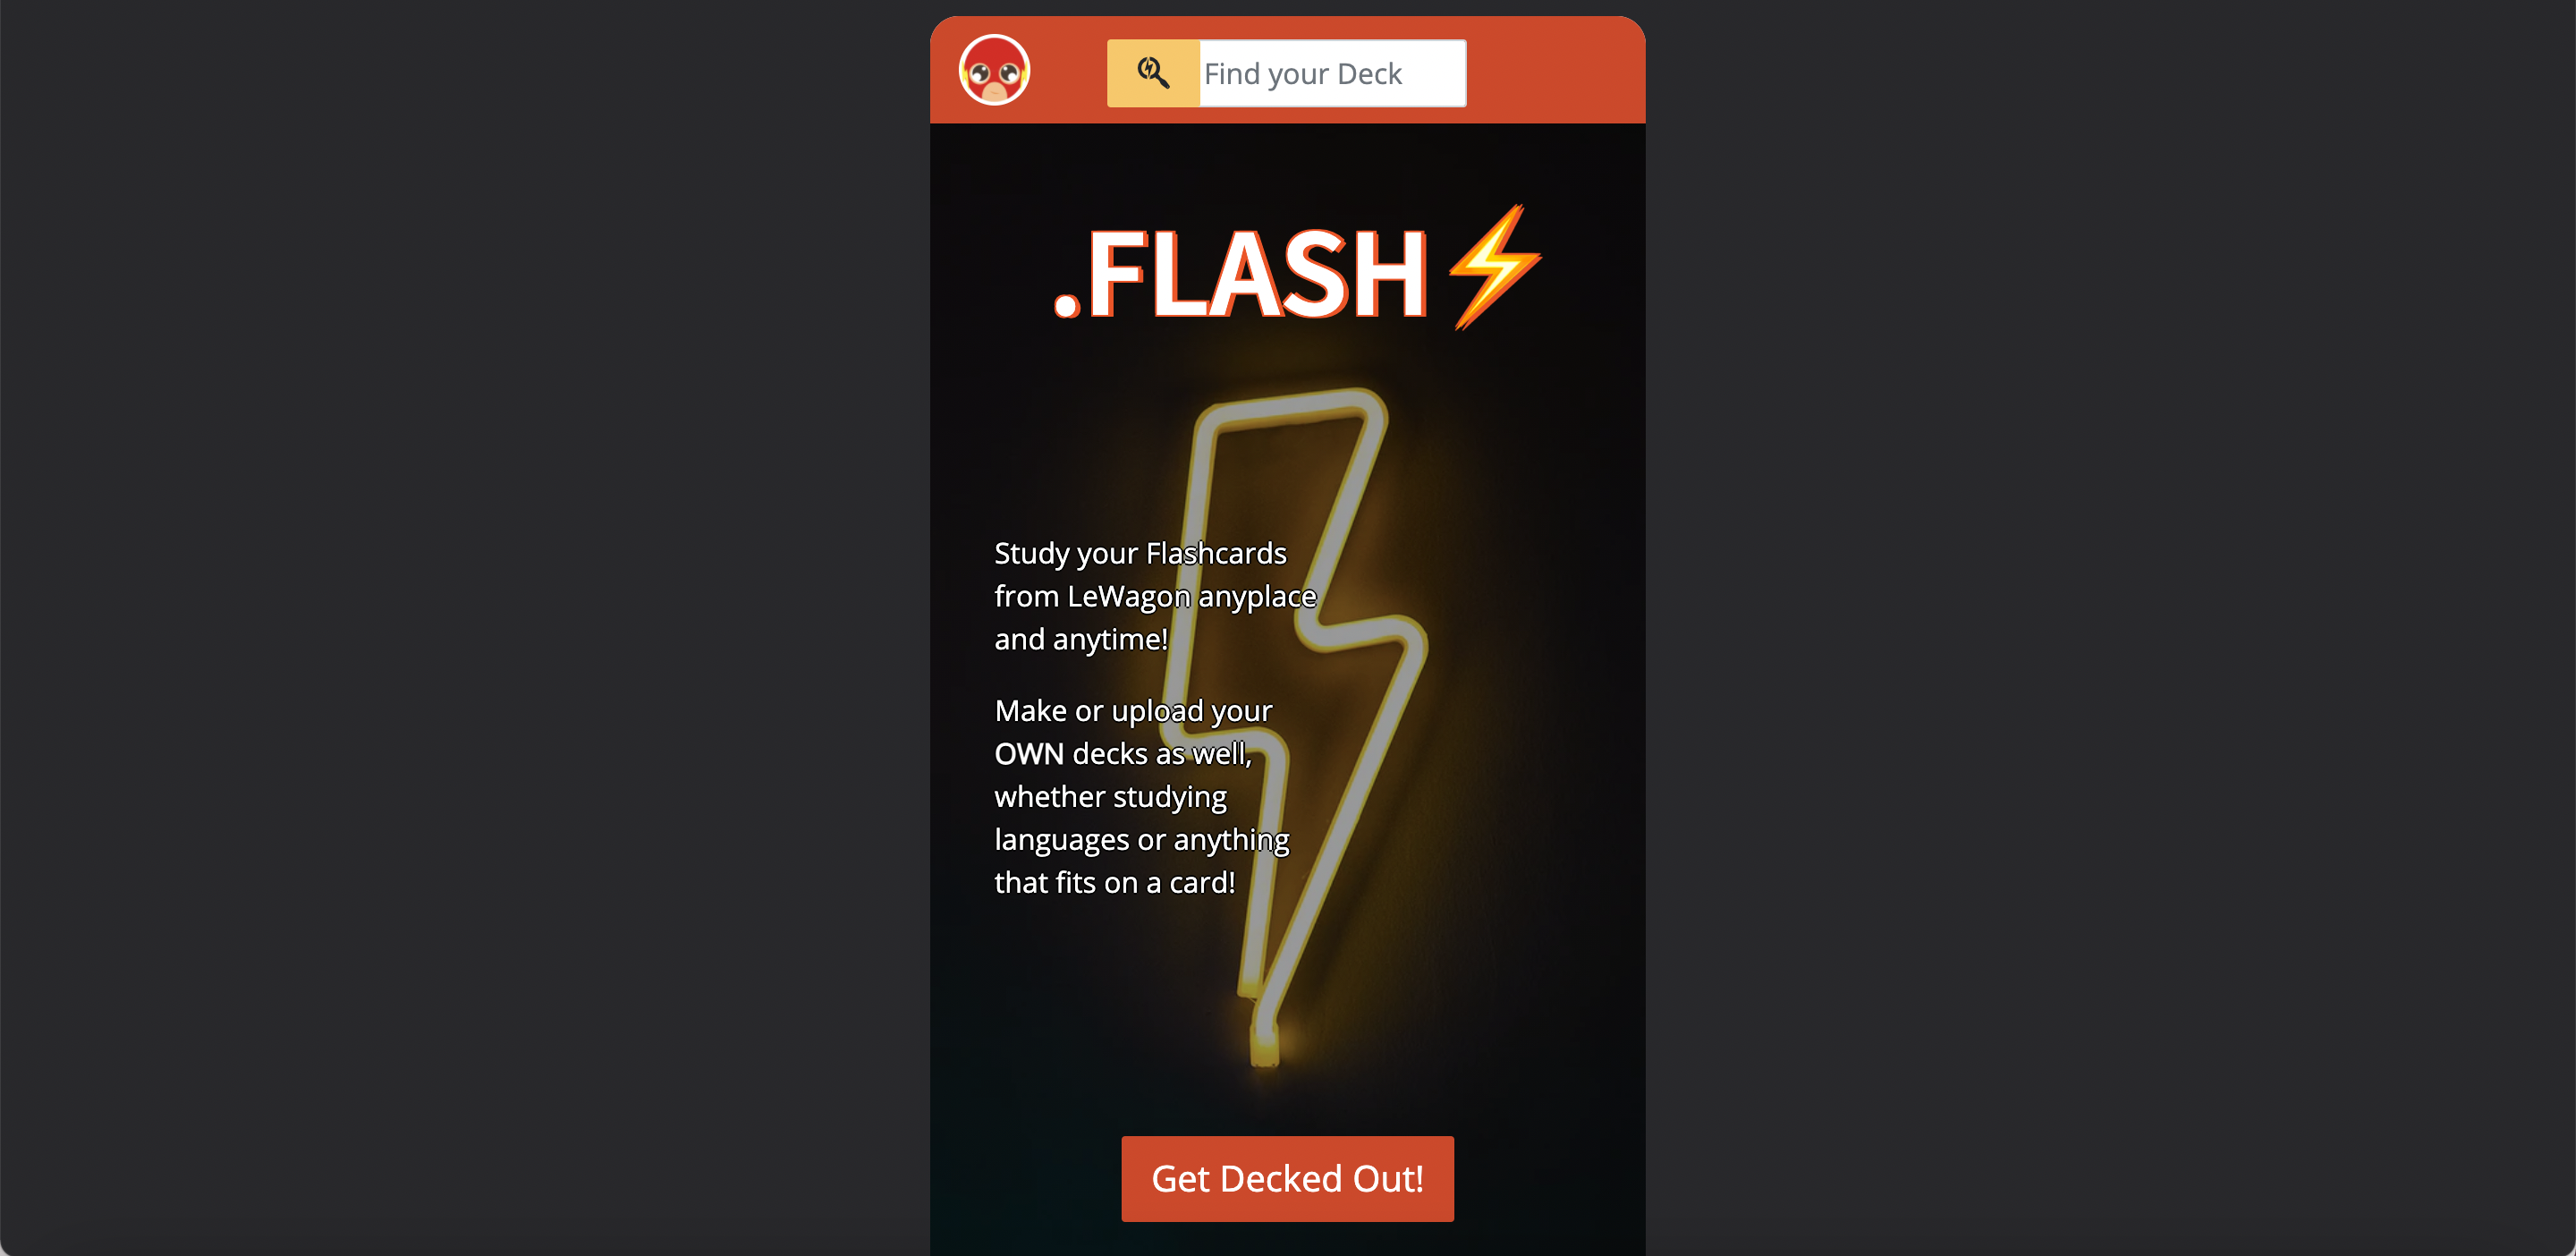 Find your Deck
.FLASH⚡
Study your Flashcards
from LeWagon anyplace
and anytime!
Make or upload your
OWN decks as well,
whether studying
languages or anything
that fits on a card!
Get Decked Out!